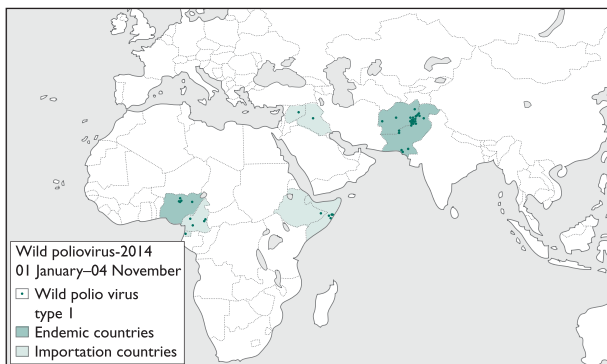 Wild poliovirus-2014
01 January–04 November
Wild polio virus
type 1
Endemic countries
Importation countries